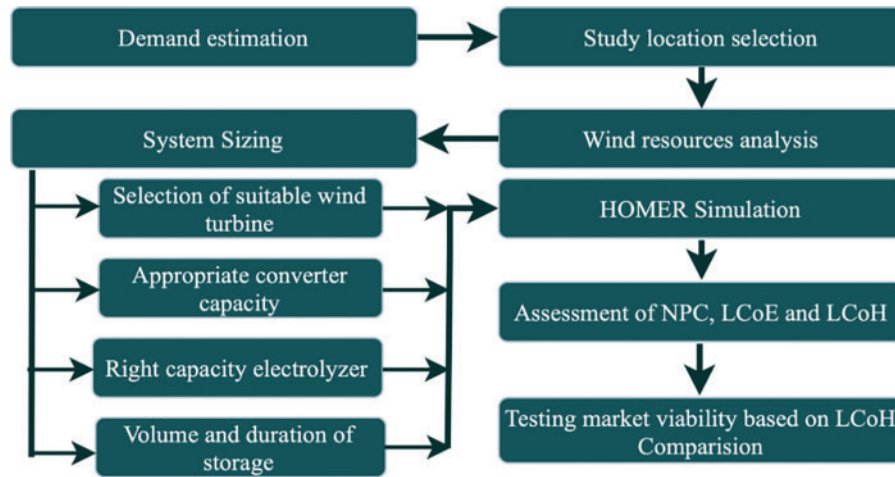 Demand estimation
Study location selection
Wind resources analysis
System Sizing
Selection of suitable wind
turbine
Appropriate converter
capacity
Right capacity electrolyzer
Volume and duration of
storage
HOMER Simulation
Assessment of NPC, LCoE and LCoH
Testing market viability based on LCoH
Comparision